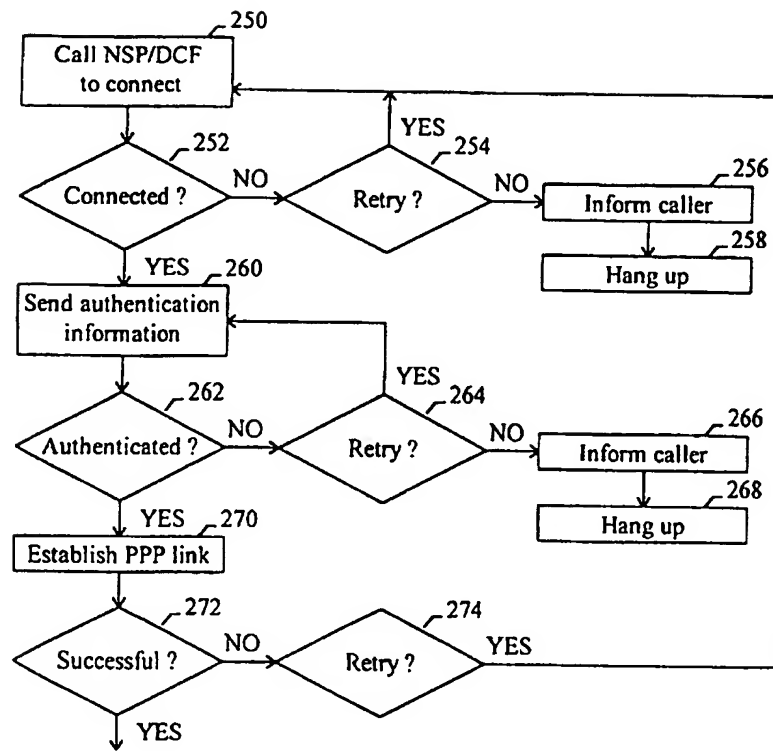 250
Call NSP/DCF
to connect
YES
252
254
256
Connected ?
NO
Retry ?
NO
Inform caller
258
YES
260
Hang up
Send authentication
information
YES
262
264
266
Authenticated ?
NO
Retry ?
NO
Inform caller
268
YES
270
Hang up
Establish PPP link
272
274
Successful ?
NO
Retry ?
YES
YES